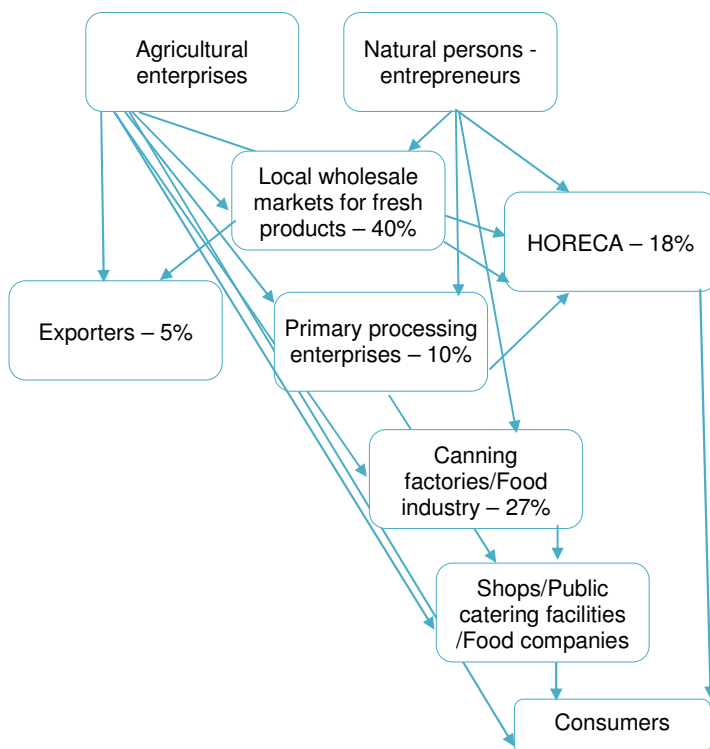 Agricultural
enterprises
Natural persons -
entrepreneurs
Local wholesale
markets for fresh
products – 40%
HORECA – 18%
Exporters – 5%
Primary processing
enterprises – 10%
Canning
factories/Food
industry – 27%
Shops/Public
catering facilities
/Food companies
Consumers